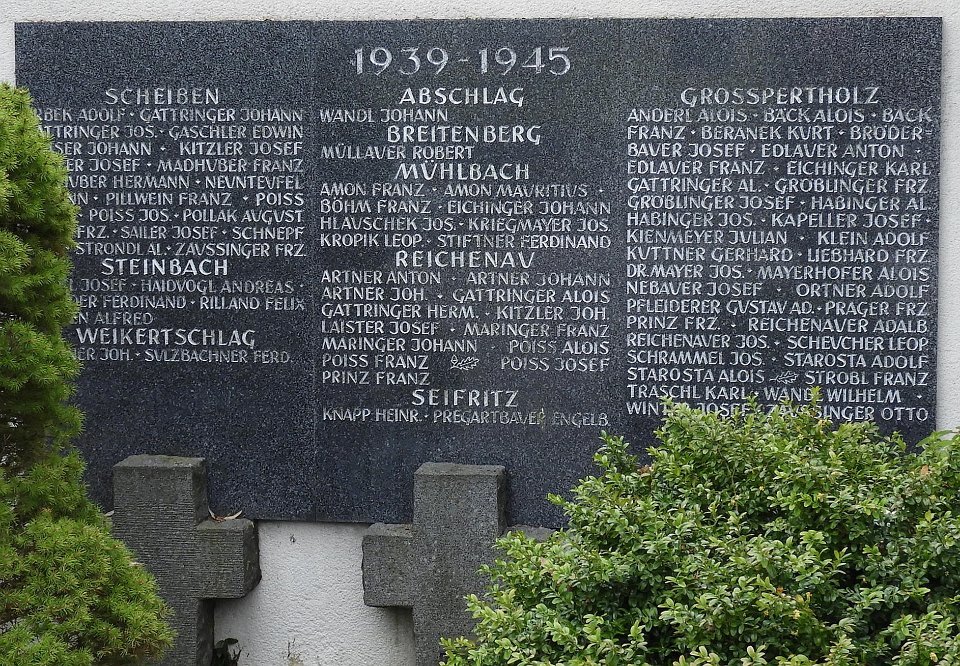 1939-1945
SCHEIBEN
ADOLF · GATTRINGER JOHANN
JOS. · GASCHLER EDWIN
JOHANN · KITZLER JOSEF
JOSEF · MADHUBER FRANZ
HERMANN · NEUNTEUFEL
· PILLWEIN FRANZ · POISS
· POISS JOS. · POLLAK AUGUST
FRZ. · SAILER JOSEF · SCHNEPF
· STRONDL AL. · ZAUSSINGER FRZ.
STEINBACH
JOSEF · HAIDVOGL ANDREAS ·
FERDINAND · RILLAND FELIX
ALFRED
WEIKERTSCHLAG
JOH. · SULZBACHNER FERD.
ABSCHLAG
WANDL JOHANN
BREITENBERG
MÜLLAUER ROBERT
MÜHLBACH
AMON FRANZ · AMON MAURITIUS ·
BÖHM FRANZ · EICHINGER JOHANN
HLAUSCHEK JOS. · KRIEGMAYER JOS.
KROPIK LEOP. · STIFTNER FERDINAND
REICHENAU
ARTNER ANTON · ARTNER JOHANN
ARTNER JOH. · GATTRINGER ALOIS
GATTRINGER HERM. · KITZLER JOH.
LAISTER JOSEF · MARINGER FRANZ
MARINGER JOHANN · POISS ALOIS
POISS FRANZ POISS JOSEF
PRINZ FRANZ
SEIFRITZ
KNAPP HEINR. · PREGARTBAUER ENGELB.
GROSSPERTHOLZ
ANDERL ALOIS · BACK ALOIS · BACK
FRANZ · BERANEK KURT · BRÖDER-
BAUER JOSEF · EDLAUER ANTON ·
EDLAUER FRANZ · EICHINGER KARL
GATTRINGER AL. · GRÖBLINGER FRZ
GRÖBLINGER JOSEF · HABINGER AL.
HABINGER JOS. · KAPELLER JOSEF ·
KIENMEYER JULIAN · KLEIN ADOLF
KUTTNER GERHARD · LIEBHARD FRZ
DR. MAYER JOS. · MAYERHOFER ALOIS
NEBAUER JOSEF · ORTNER ADOLF
PFLEIDERER GUSTAV AD. · PRAGER FRZ.
PRINZ FRZ. · REICHENAUER ADALB.
REICHENAUER JOS. · SCHEUCHER LEOP.
SCHRAMMEL JOS. · STAROSTA ADOLF
STAROSTA ALOIS STROBL FRANZ
TRASCHL KARL · WANDL WILHELM ·
JOSEF · ZAUSSINGER OTTO